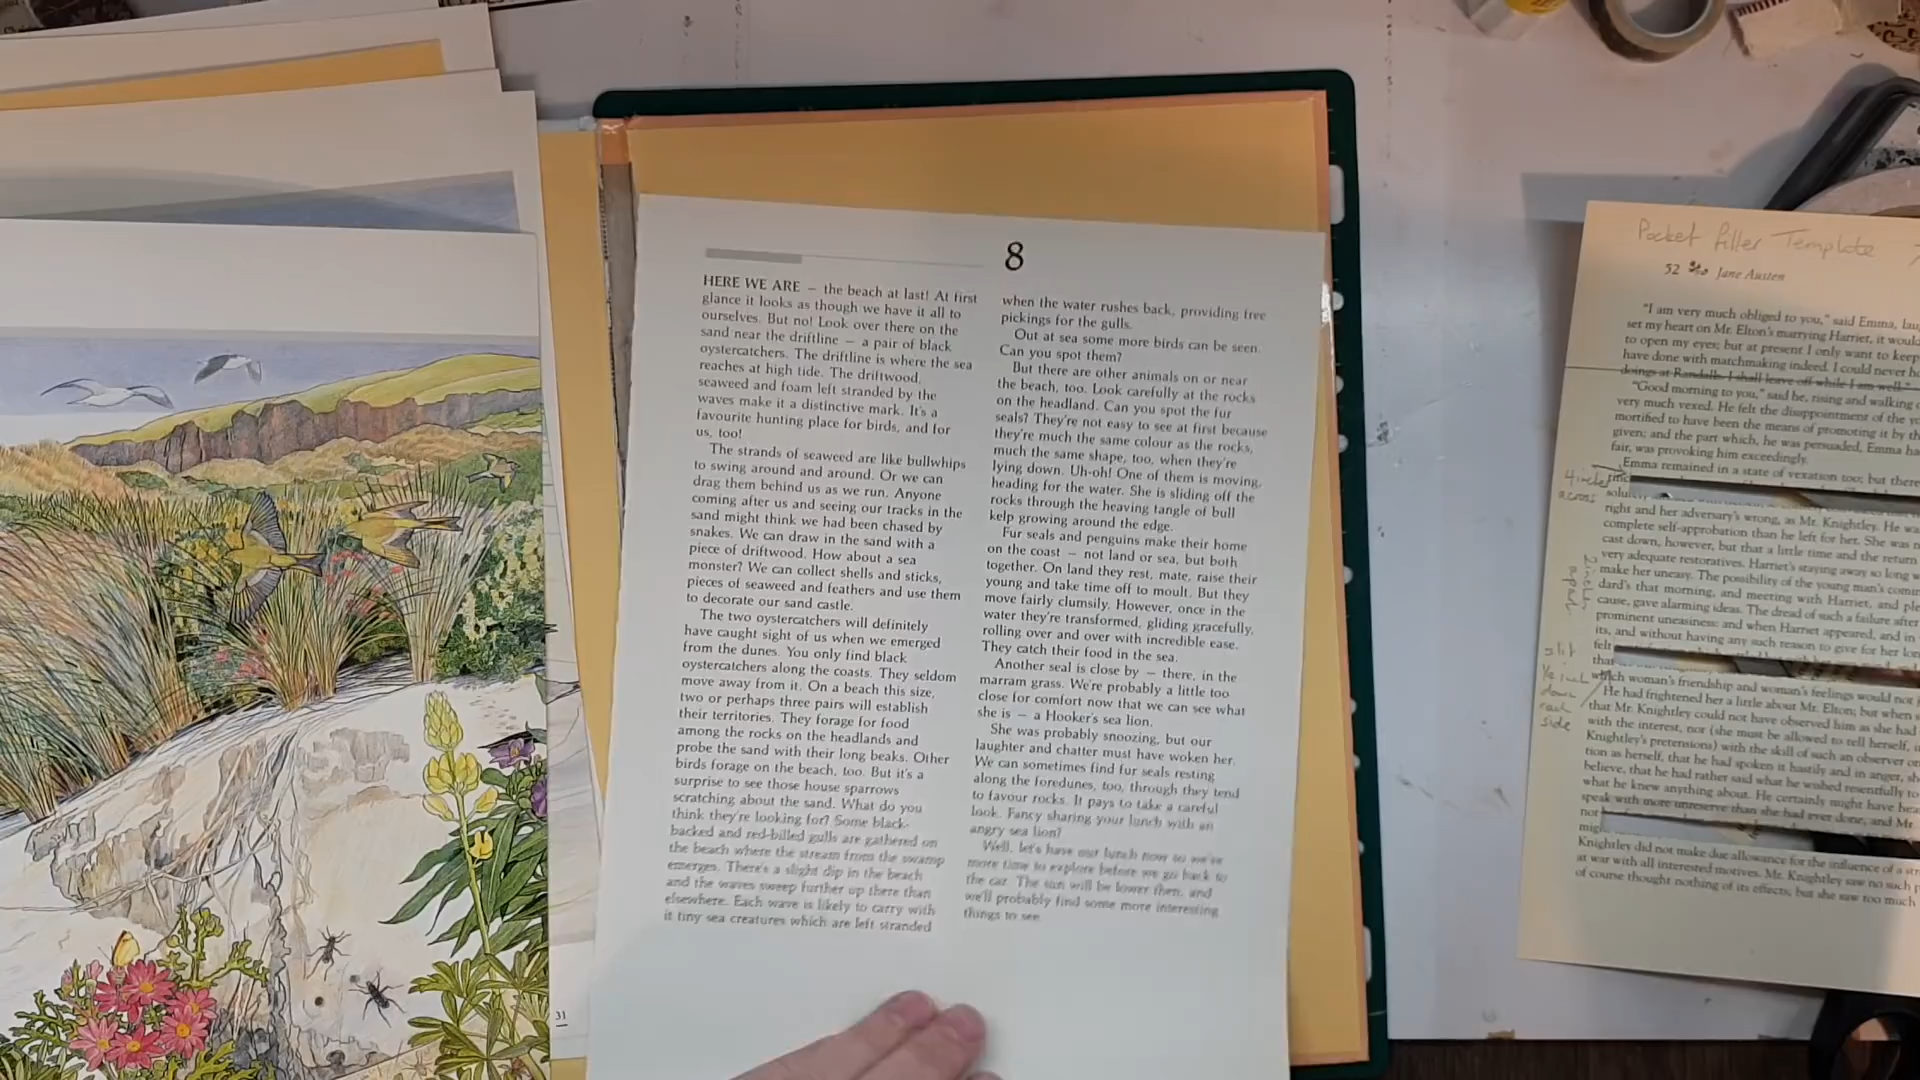 8
HERE WE ARE – the beach at last! At first
glance it looks as though we have it all to
ourselves. But no! Look over there on the
sand near the driftline – a pair of black
oystercatchers. The driftline is where the sea
reaches at high tide. The driftwood,
seaweed and foam left stranded by the
waves make it a distinctive mark. It's a
favourite hunting place for birds, and for
us, too!
The strands of seaweed are like bullwhips
to swing around and around. Or we can
drag them behind us as we run. Anyone
coming after us and seeing our tracks in the
sand might think we had been chased by
snakes. We can draw in the sand with a
piece of driftwood. How about a sea
monster? We can collect shells and sticks,
pieces of seaweed and feathers and use them
to decorate our sand castle.
The two oystercatchers will definitely
have caught sight of us when we emerged
from the dunes. You only find black
oystercatchers along the coasts. They seldom
move away from it. On a beach this size,
two or perhaps three pairs will establish
their territories. They forage for food
among the rocks on the headlands and
probe the sand with their long beaks. Other
birds forage on the beach, too. But it's a
surprise to see those house sparrows
scratching about the sand. What do you
think they're looking for? Some black-
backed and red-billed gulls are gathered on
the beach where the stream from the swamp
emerges. There's a slight dip in the beach
and the waves sweep further up there than
elsewhere. Each wave is likely to carry with
it tiny sea creatures which are left stranded
when the water rushes back, providing free
pickings for the gulls.
Out at sea some more birds can be seen.
Can you spot them?
But there are other animals on or near
the beach, too. Look carefully at the rocks
on the headland. Can you spot the fur
seals? They're not easy to see at first because
they're much the same colour as the rocks,
much the same shape, too, when they're
lying down. Uh-oh! One of them is moving,
heading for the water. She is sliding off the
rocks through the heaving tangle of bull
kelp growing around the edge.
Fur seals and penguins make their home
on the coast – not land or sea, but both
together. On land they rest, mate, raise their
young and take time off to moult. But they
move fairly clumsily. However, once in the
water they're transformed, gliding gracefully,
rolling over and over with incredible ease.
They catch their food in the sea.
Another seal is close by – there, in the
marram grass. We're probably a little too
close for comfort now that we can see what
she is – a Hooker's sea lion.
She was probably snoozing, but our
laughter and chatter must have woken her.
We can sometimes find fur seals resting
along the foredunes, too, through they tend
to favour rocks. It pays to take a careful
look. Fancy sharing your lunch with an
angry sea lion?
Well, let's have our lunch now so we've
more time to explore before we go back to
the car. The sun will be lower then, and
we'll probably find some more interesting
things to see.
31
Pocket filler Template
52 Jane Austen
"I am very much obliged to you," said Emma, lau
set my heart on Mr. Elton's marrying Harriet, it would
to open my eyes; but at present I only want to keep
have done with matchmaking indeed. I could never ho
doings at Randalls. I shall leave off while I am well."
"Good morning to you," said he, rising and walking
very much vexed. He felt the disappointment of the yo
mortified to have been the means of promoting it by th
given; and the part which, he was persuaded, Emma ha
fair, was provoking him exceedingly.
Emma remained in a state of vexation too; but there
right and her adversary's wrong, as Mr. Knightley. He wa
complete self-approbation than he left for her. She was n
cast down, however, but that a little time and the return
very adequate restoratives. Harriet's staying away so long w
make her uneasy. The possibility of the young man's comin
dard's that morning, and meeting with Harriet, and ple
cause, gave alarming ideas. The dread of such a failure after
prominent uneasiness; and when Harriet appeared, and in
its, and without having any such reason to give for her lon
felt
that
which woman's friendship and woman's feelings would not
He had frightened her a little about Mr. Elton; but when
that Mr. Knightley could not have observed him as she had
with the interest, nor (she must be allowed to tell herself, in
Knightley's pretensions) with the skill of such an observer on
tion as herself, that he had spoken it hastily and in anger, she
believe, that he had rather said what he wished resentfully to
what he knew anything about. He certainly might have hea
speak with more unreserve than she had ever done, and Mr.
not
Knightley did not make due allowance for the influence of a str
at war with all interested motives. Mr. Knightley saw no such p
of course thought nothing of its effects; but she saw too much
4 inches
across
2 inches
apart
slit
½ inch
down
each
side